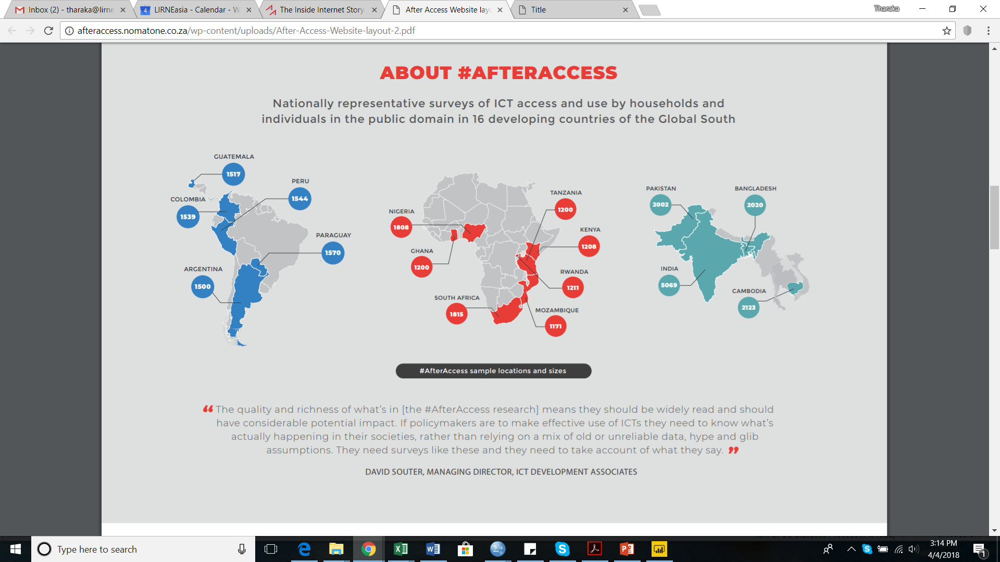 Inbox (2) - tharaka@lirne
LIRNEasia - Calendar - W
The Inside Internet Story
After Access Website lay
Title
Tharaka
afteraccess.nomatone.co.za/wp-content/uploads/After-Access-Website-layout-2.pdf
ABOUT #AFTERACCESS
Nationally representative surveys of ICT access and use by households and
individuals in the public domain in 16 developing countries of the Global South
GUATEMALA
1517
PERU
1544
COLOMBIA
1539
PARAGUAY
1570
ARGENTINA
1500
NIGERIA
1808
TANZANIA
1200
KENYA
1208
GHANA
1200
RWANDA
1211
SOUTH AFRICA
1815
MOZAMBIQUE
1171
PAKISTAN
2002
BANGLADESH
2020
INDIA
5069
CAMBODIA
2123
#AfterAccess sample locations and sizes
“ The quality and richness of what’s in [the #AfterAccess research] means they should be widely read and should
have considerable potential impact. If policymakers are to make effective use of ICTs they need to know what’s
actually happening in their societies, rather than relying on a mix of old or unreliable data, hype and glib
assumptions. They need surveys like these and they need to take account of what they say. ”
DAVID SOUTER, MANAGING DIRECTOR, ICT DEVELOPMENT ASSOCIATES
Type here to search
3:14 PM
4/4/2018
1